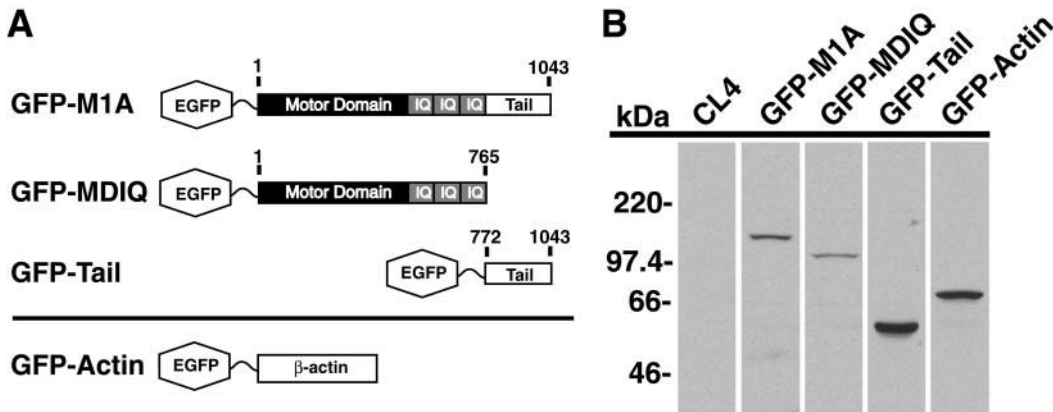 A
1 1043
GFP-M1A EGFP Motor Domain IQ IQ IQ Tail
1 765
GFP-MDIQ EGFP Motor Domain IQ IQ IQ
772 1043
GFP-Tail EGFP Tail
GFP-Actin EGFP β-actin
B
kDa CL4 GFP-M1A GFP-MDIQ GFP-Tail GFP-Actin
220-
97.4-
66-
46-